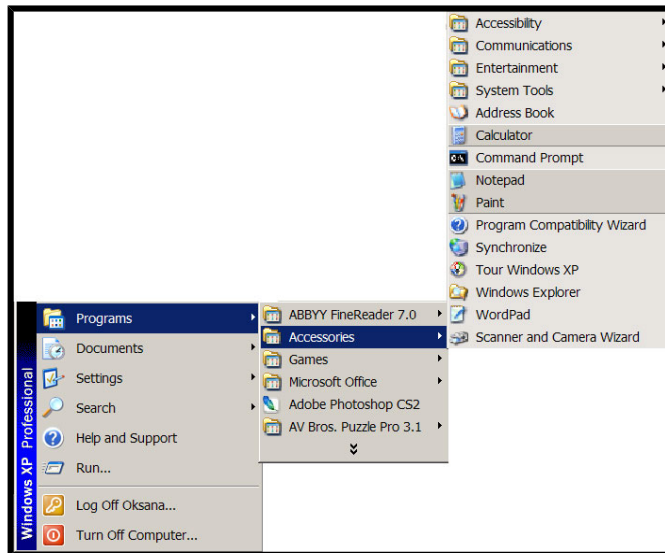 Accessibility
Communications
Entertainment
System Tools
Address Book
Calculator
Command Prompt
Notepad
Paint
Program Compatibility Wizard
Synchronize
Tour Windows XP
Windows Explorer
WordPad
Scanner and Camera Wizard
ABBYY FineReader 7.0
Accessories
Games
Microsoft Office
Adobe Photoshop CS2
AV Bros. Puzzle Pro 3.1
Programs
Documents
Settings
Search
Help and Support
Run...
Log Off Oksana...
Turn Off Computer...
Windows XP Professional